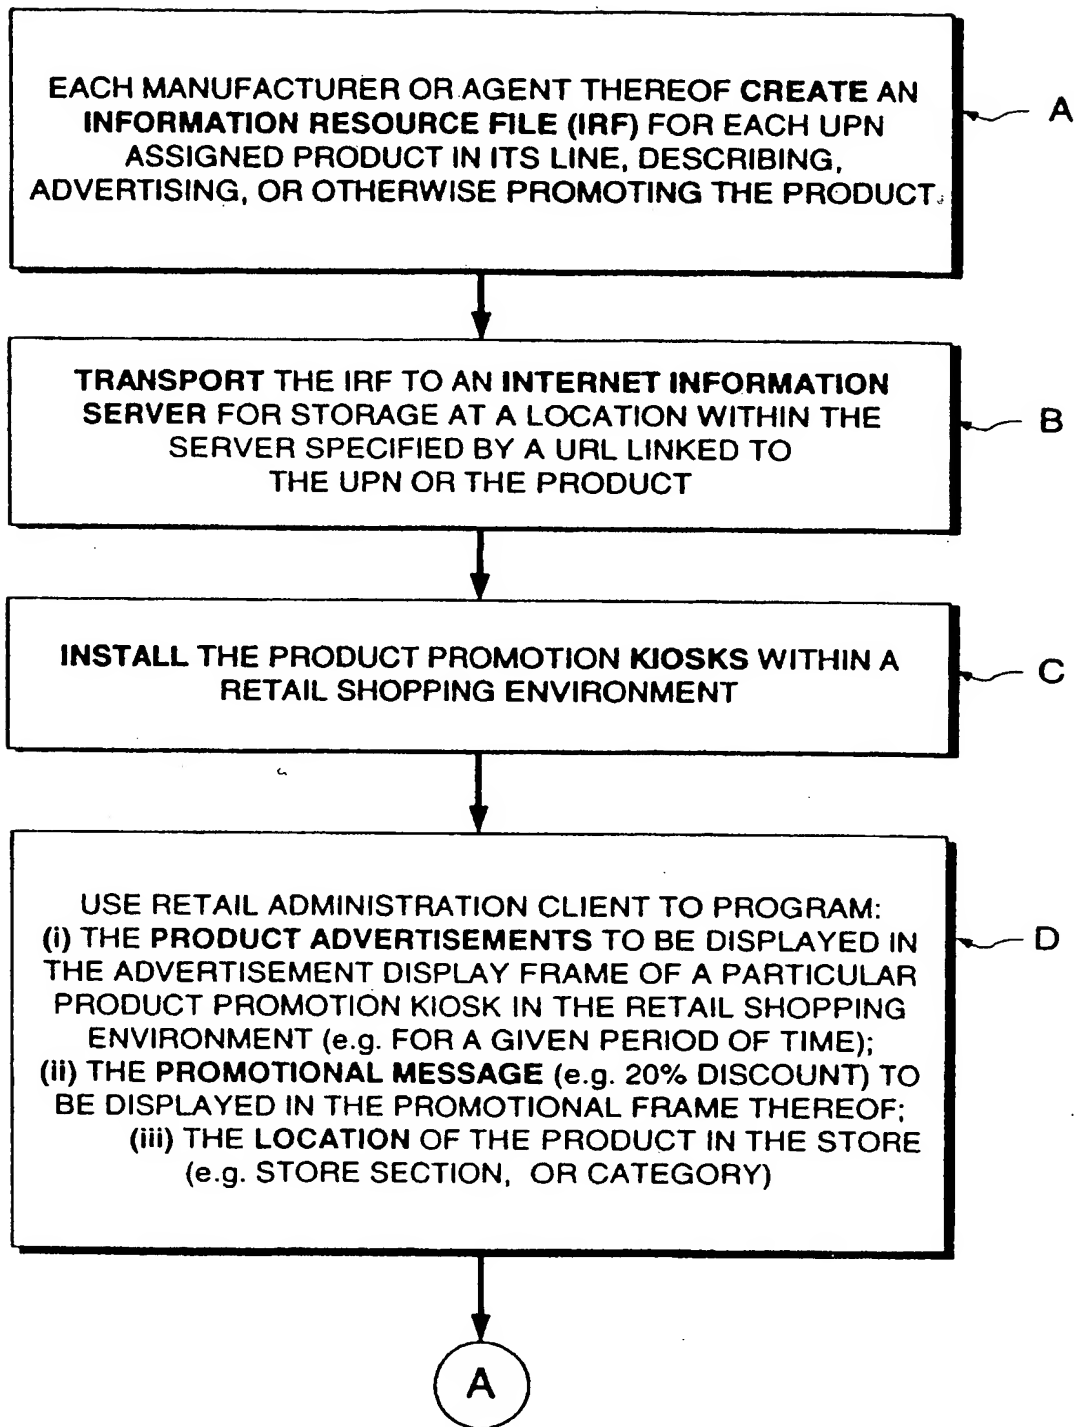 EACH MANUFACTURER OR AGENT THEREOF CREATE AN
INFORMATION RESOURCE FILE (IRF) FOR EACH UPN
ASSIGNED PRODUCT IN ITS LINE, DESCRIBING,
ADVERTISING, OR OTHERWISE PROMOTING THE PRODUCT.
A
TRANSPORT THE IRF TO AN INTERNET INFORMATION
SERVER FOR STORAGE AT A LOCATION WITHIN THE
SERVER SPECIFIED BY A URL LINKED TO
THE UPN OR THE PRODUCT
B
INSTALL THE PRODUCT PROMOTION KIOSKS WITHIN A
RETAIL SHOPPING ENVIRONMENT
C
USE RETAIL ADMINISTRATION CLIENT TO PROGRAM:
(i) THE PRODUCT ADVERTISEMENTS TO BE DISPLAYED IN
THE ADVERTISEMENT DISPLAY FRAME OF A PARTICULAR
PRODUCT PROMOTION KIOSK IN THE RETAIL SHOPPING
ENVIRONMENT (e.g. FOR A GIVEN PERIOD OF TIME);
(ii) THE PROMOTIONAL MESSAGE (e.g. 20% DISCOUNT) TO
BE DISPLAYED IN THE PROMOTIONAL FRAME THEREOF;
(iii) THE LOCATION OF THE PRODUCT IN THE STORE
(e.g. STORE SECTION, OR CATEGORY)
D
A